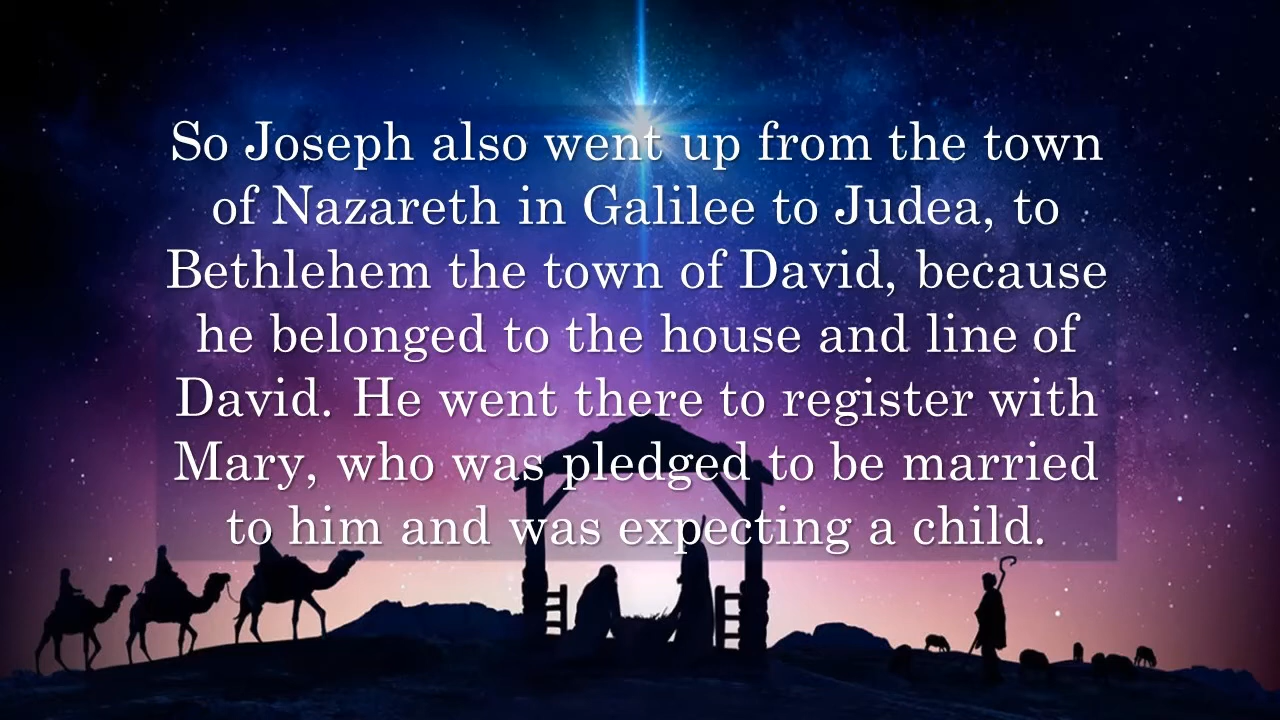 So Joseph also went up from the town
of Nazareth in Galilee to Judea, to
Bethlehem the town of David, because
he belonged to the house and line of
David. He went there to register with
Mary, who was pledged to be married
to him and was expecting a child.